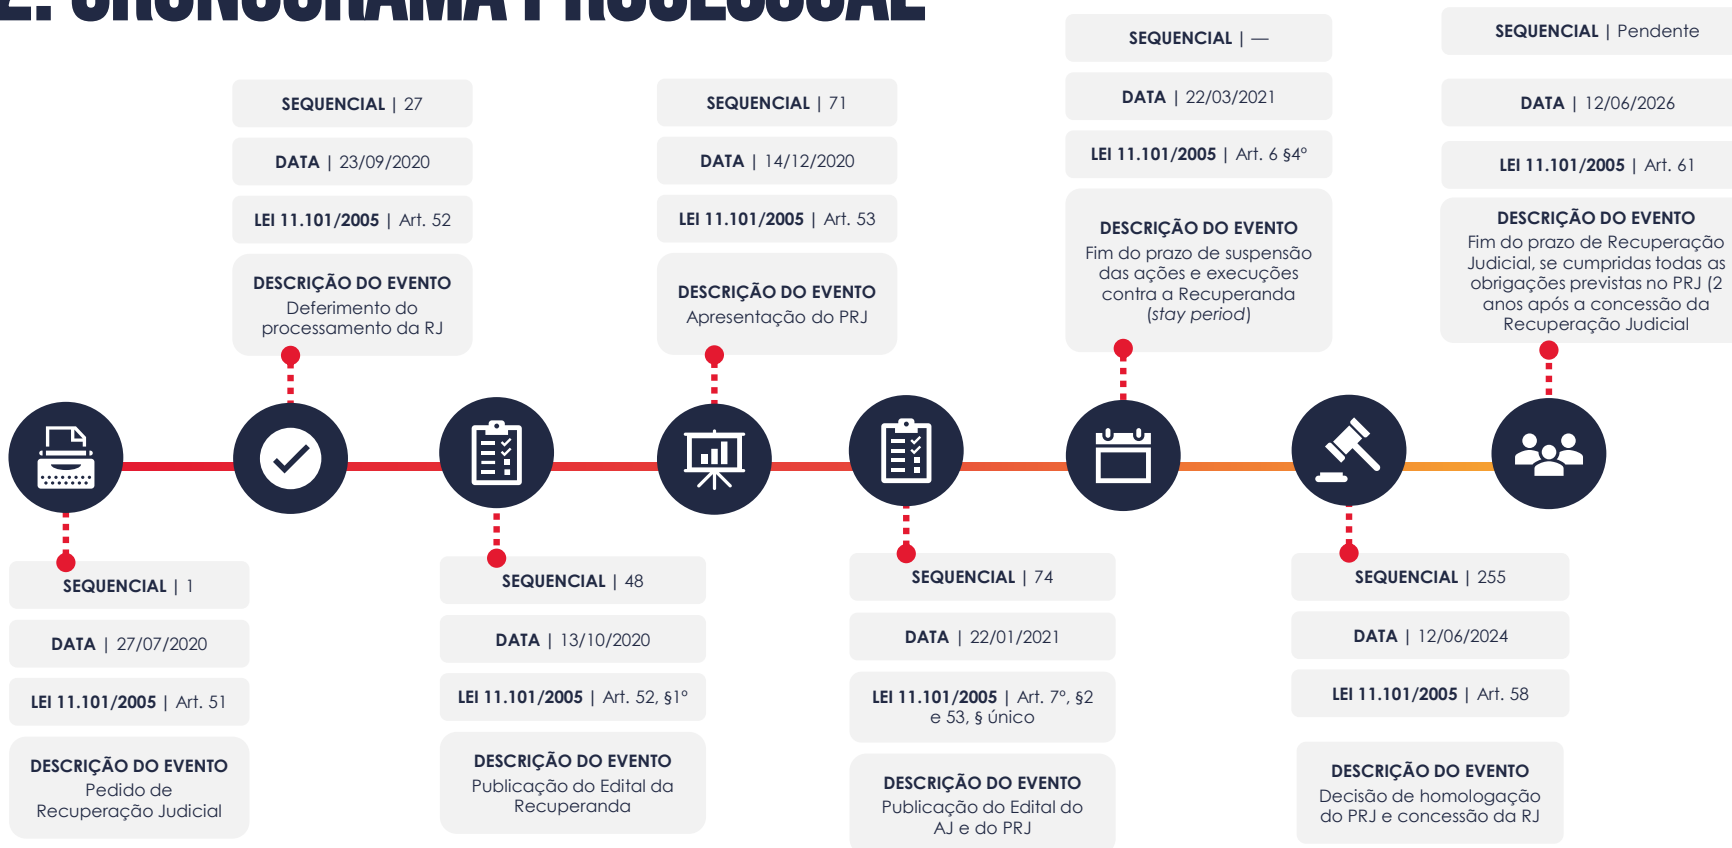 2. CRONOGRAMA PROCESSUAL
SEQUENCIAL | 1
DATA | 27/07/2020
LEI 11.101/2005 | Art. 51
DESCRIÇÃO DO EVENTO
Pedido de
Recuperação Judicial
SEQUENCIAL | 27
DATA | 23/09/2020
LEI 11.101/2005 | Art. 52
DESCRIÇÃO DO EVENTO
Deferimento do
processamento da RJ
SEQUENCIAL | 48
DATA | 13/10/2020
LEI 11.101/2005 | Art. 52, §1º
DESCRIÇÃO DO EVENTO
Publicação do Edital da
Recuperanda
SEQUENCIAL | 71
DATA | 14/12/2020
LEI 11.101/2005 | Art. 53
DESCRIÇÃO DO EVENTO
Apresentação do PRJ
SEQUENCIAL | 74
DATA | 22/01/2021
LEI 11.101/2005 | Art. 7º, §2
e 53, § único
DESCRIÇÃO DO EVENTO
Publicação do Edital do
AJ e do PRJ
SEQUENCIAL | —
DATA | 22/03/2021
LEI 11.101/2005 | Art. 6 §4º
DESCRIÇÃO DO EVENTO
Fim do prazo de suspensão
das ações e execuções
contra a Recuperanda
(stay period)
SEQUENCIAL | 255
DATA | 12/06/2024
LEI 11.101/2005 | Art. 58
DESCRIÇÃO DO EVENTO
Decisão de homologação
do PRJ e concessão da RJ
SEQUENCIAL | Pendente
DATA | 12/06/2026
LEI 11.101/2005 | Art. 61
DESCRIÇÃO DO EVENTO
Fim do prazo de Recuperação
Judicial, se cumpridas todas as
obrigações previstas no PRJ (2
anos após a concessão da
Recuperação Judicial